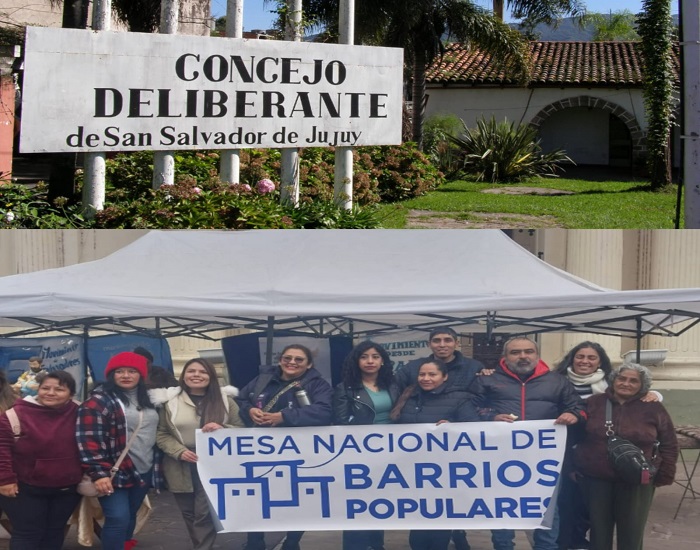 CONCEJO
DELIBERANTE
de San Salvador de Jujuy
MESA NACIONAL DE
BARRIOS
POPULARES